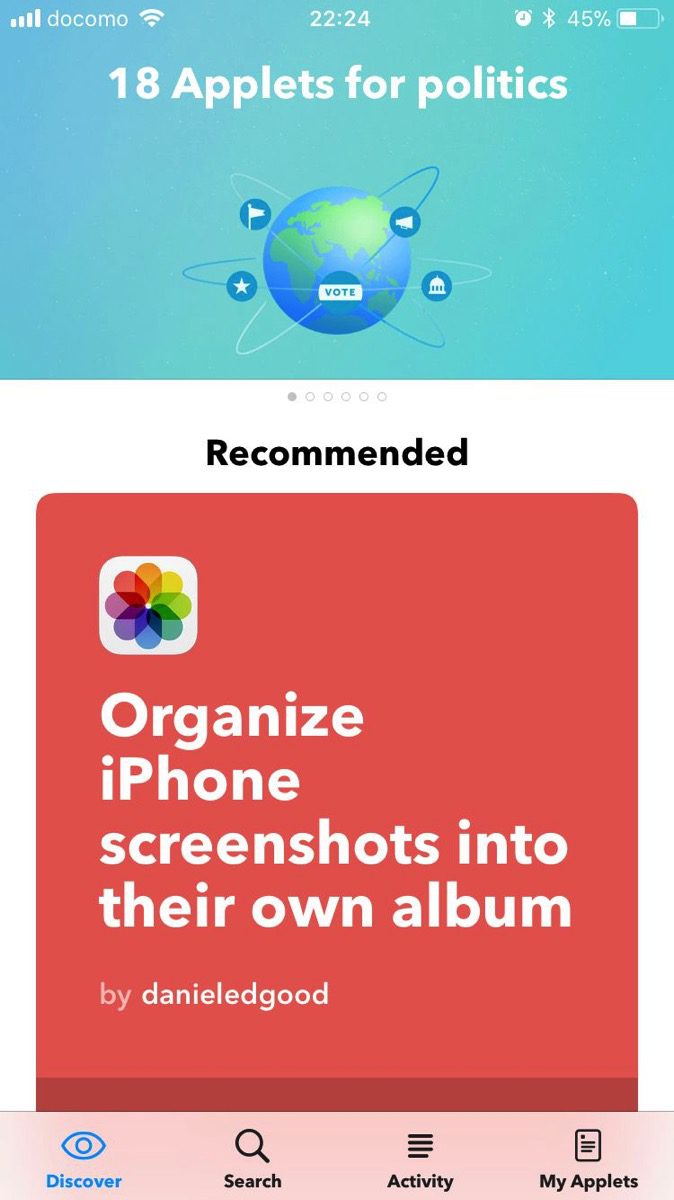 docomo 22:24 45%
18 Applets for politics
VOTE
Recommended
Organize
iPhone
screenshots into
their own album
by danieledgood
Discover Search Activity My Applets